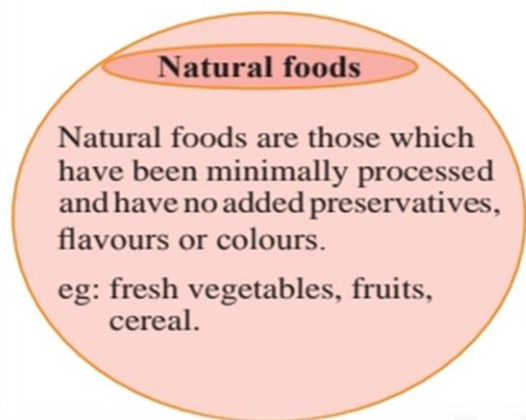 Natural foods
Natural foods are those which
have been minimally processed
and have no added preservatives,
flavours or colours.
eg: fresh vegetables, fruits,
cereal.